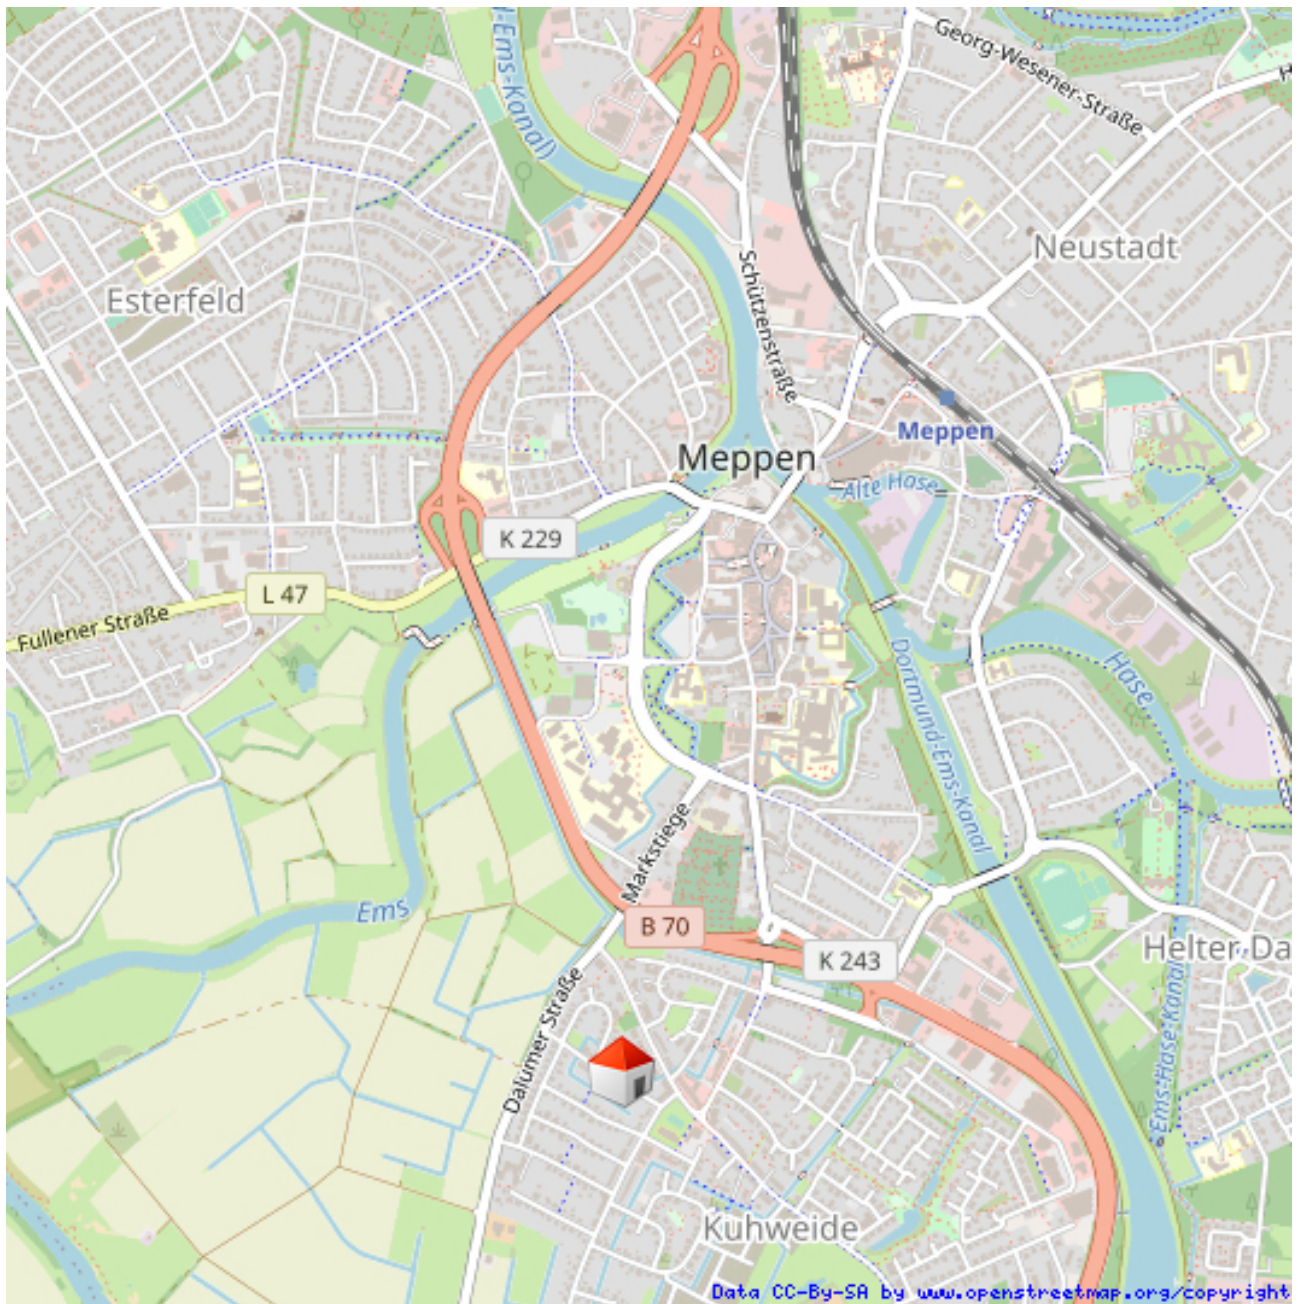 -Ems-Kanal)
Georg-Wesener-Straße
H
Neustadt
Esterfeld
Schützenstraße
Meppen
Meppen
Alte Hase
K 229
L 47
Fullener Straße
Hase
Dortmund-Ems-Kanal
Markstiege
Ems
B 70
K 243
Helter Da
Dalumer Straße
Ems-Hase-Kanal
Kuhweide
Data CC-By-SA by www.openstreetmap.org/copyright